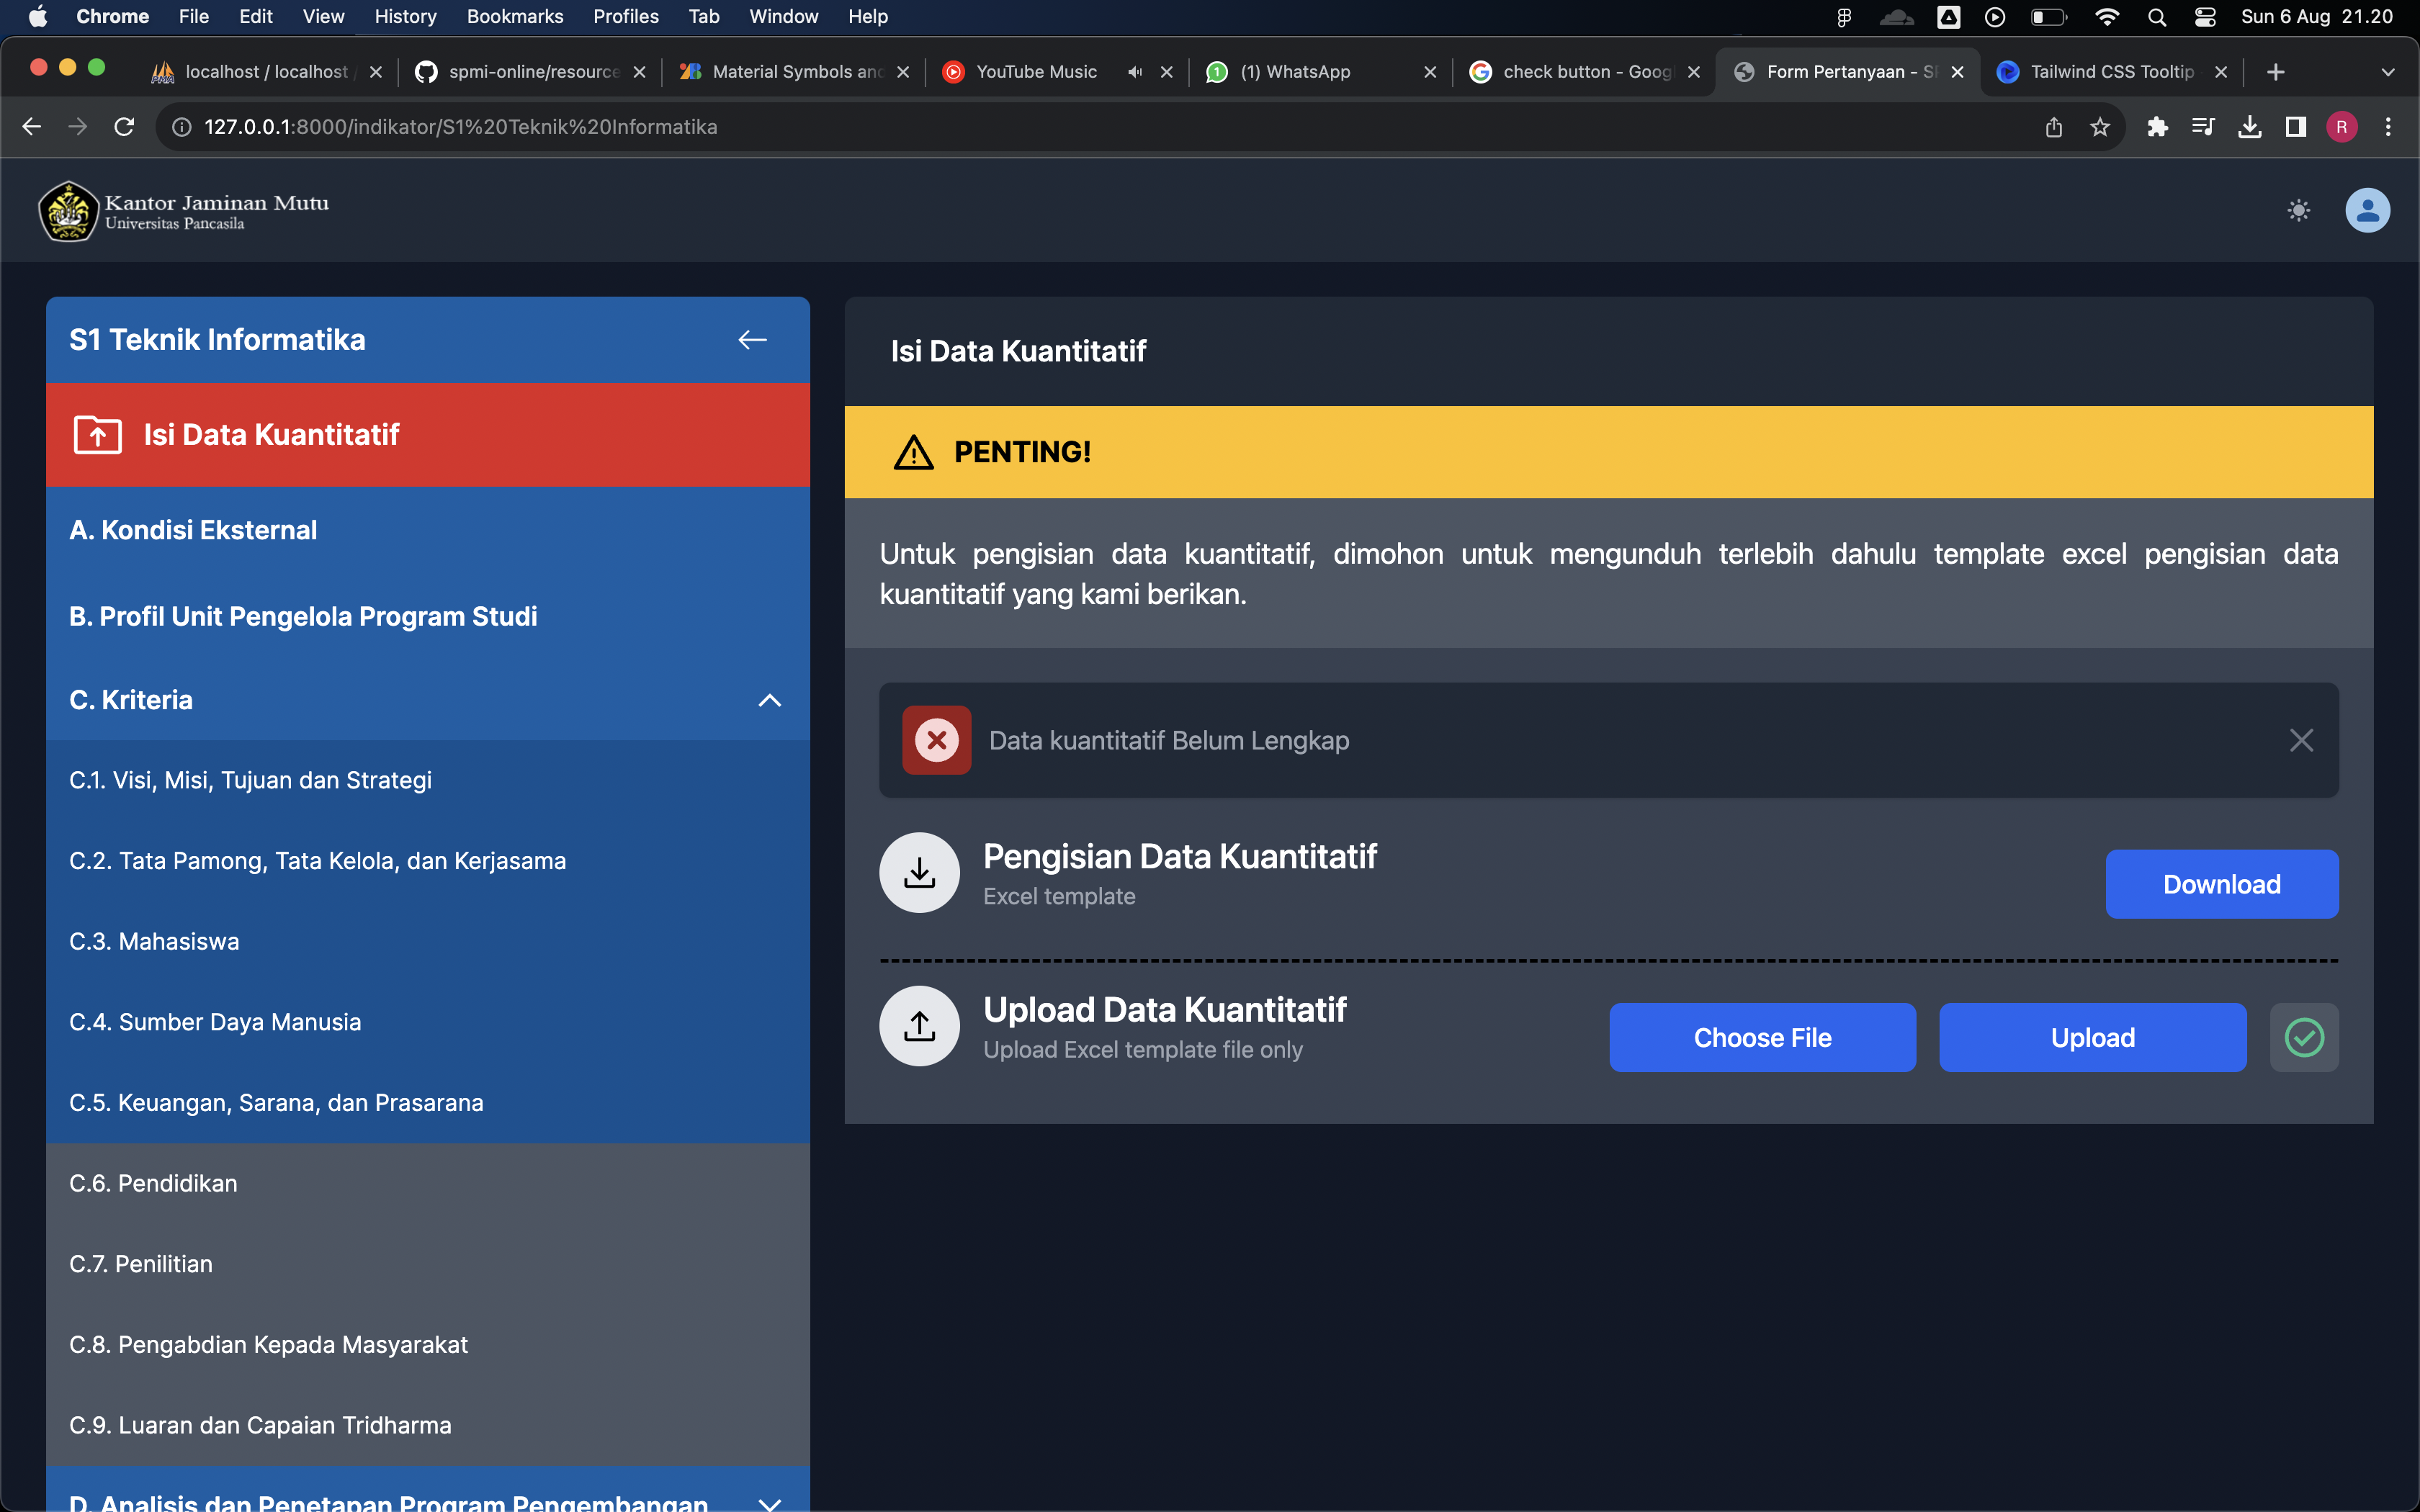 Chrome File Edit View History Bookmarks Profiles Tab Window Help Sun 6 Aug 21.20
localhost / localhost / spmi-online/resource Material Symbols and YouTube Music (1) WhatsApp check button - Goog Form Pertanyaan - SP Tailwind CSS Tooltip
127.0.0.1:8000/indikator/S1%20Teknik%20Informatika R
Kantor Jaminan Mutu
Universitas Pancasila
S1 Teknik Informatika
Isi Data Kuantitatif
A. Kondisi Eksternal
B. Profil Unit Pengelola Program Studi
C. Kriteria
C.1. Visi, Misi, Tujuan dan Strategi
C.2. Tata Pamong, Tata Kelola, dan Kerjasama
C.3. Mahasiswa
C.4. Sumber Daya Manusia
C.5. Keuangan, Sarana, dan Prasarana
C.6. Pendidikan
C.7. Penilitian
C.8. Pengabdian Kepada Masyarakat
C.9. Luaran dan Capaian Tridharma
D. Analisis dan Penetapan Program Pengembangan
Isi Data Kuantitatif
PENTING!
Untuk pengisian data kuantitatif, dimohon untuk mengunduh terlebih dahulu template excel pengisian data
kuantitatif yang kami berikan.
Data kuantitatif Belum Lengkap
Pengisian Data Kuantitatif
Excel template
Download
Upload Data Kuantitatif
Upload Excel template file only
Choose File
Upload